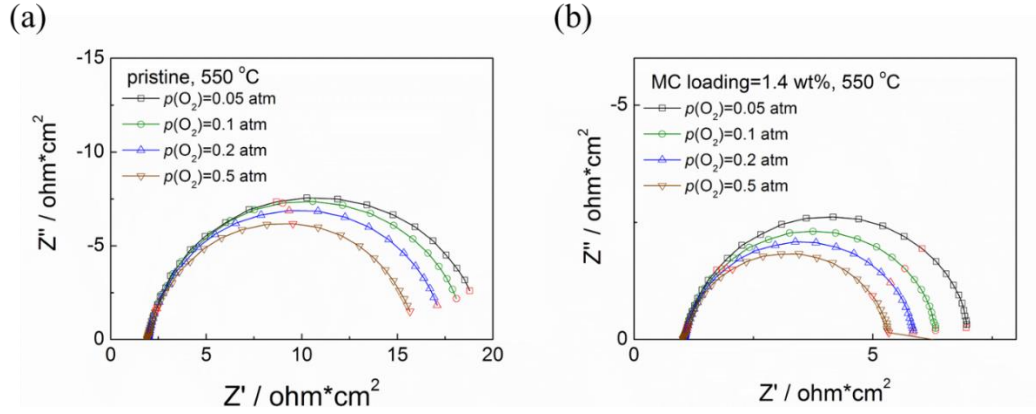 (a)
-15
pristine, 550 °C
p(O₂)=0.05 atm
p(O₂)=0.1 atm
-10
p(O₂)=0.2 atm
p(O₂)=0.5 atm
Z'' / ohm*cm²
-5
0
0 5 10 15 20
Z' / ohm*cm²
(b)
MC loading=1.4 wt%, 550 °C
-5
p(O₂)=0.05 atm
p(O₂)=0.1 atm
p(O₂)=0.2 atm
p(O₂)=0.5 atm
Z'' / ohm*cm²
0
0 5
Z' / ohm*cm²